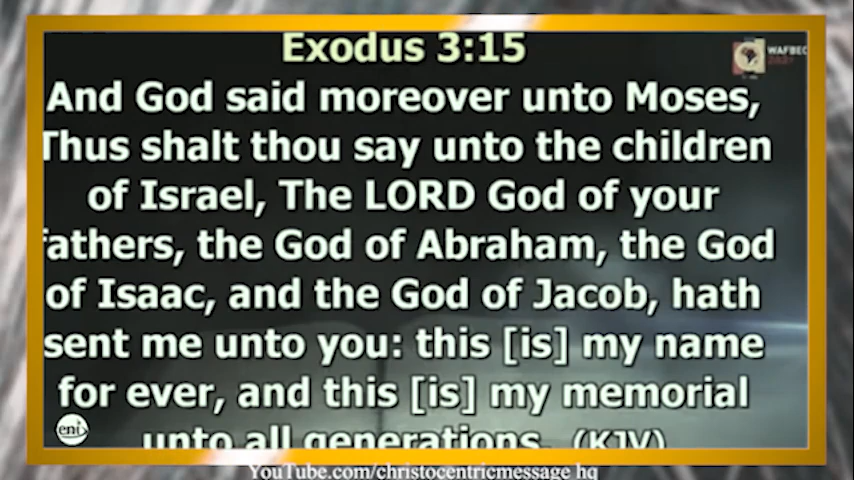 Exodus 3:15
WAFBEC
And God said moreover unto Moses,
Thus shalt thou say unto the children
of Israel, The LORD God of your
fathers, the God of Abraham, the God
of Isaac, and the God of Jacob, hath
sent me unto you: this [is] my name
for ever, and this [is] my memorial
unto all generations. (KJV)
eni
YouTube.com/christocentricmessage hq